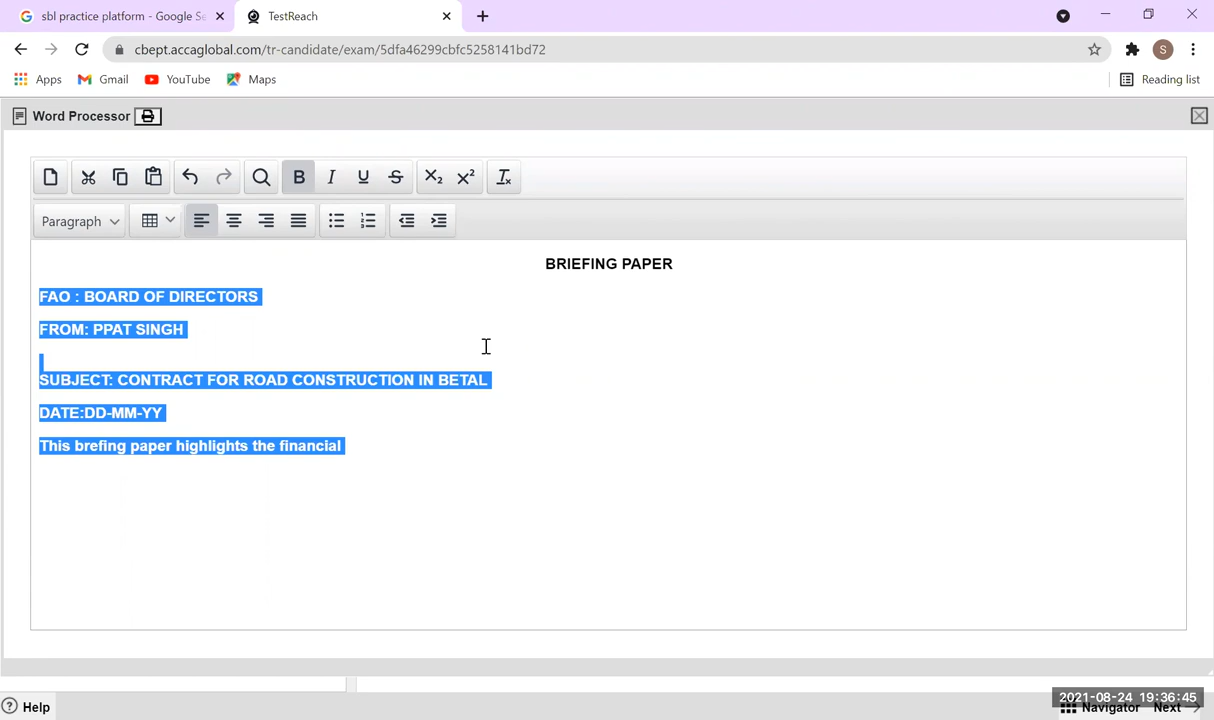 sbl practice platform - Google Se
TestReach
cbept.accaglobal.com/tr-candidate/exam/5dfa46299cbfc5258141bd72
S
Apps
Gmail
YouTube
Maps
Reading list
Word Processor
B
I
U
S
X₂
X²
Tx
Paragraph
BRIEFING PAPER
FAO : BOARD OF DIRECTORS
FROM: PPAT SINGH
SUBJECT: CONTRACT FOR ROAD CONSTRUCTION IN BETAL
DATE:DD-MM-YY
This brefing paper highlights the financial
2021-08-24 19:36:45
Help
Navigator
Next